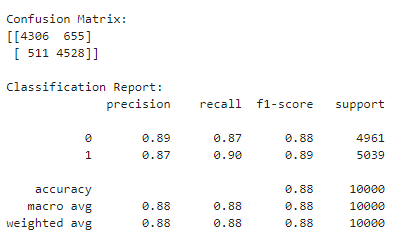 Confusion Matrix:
[[4306  655]
 [ 511 4528]]
Classification Report:
              precision    recall  f1-score   support
           0       0.89      0.87      0.88      4961
           1       0.87      0.90      0.89      5039
    accuracy                           0.88     10000
   macro avg       0.88      0.88      0.88     10000
weighted avg       0.88      0.88      0.88     10000